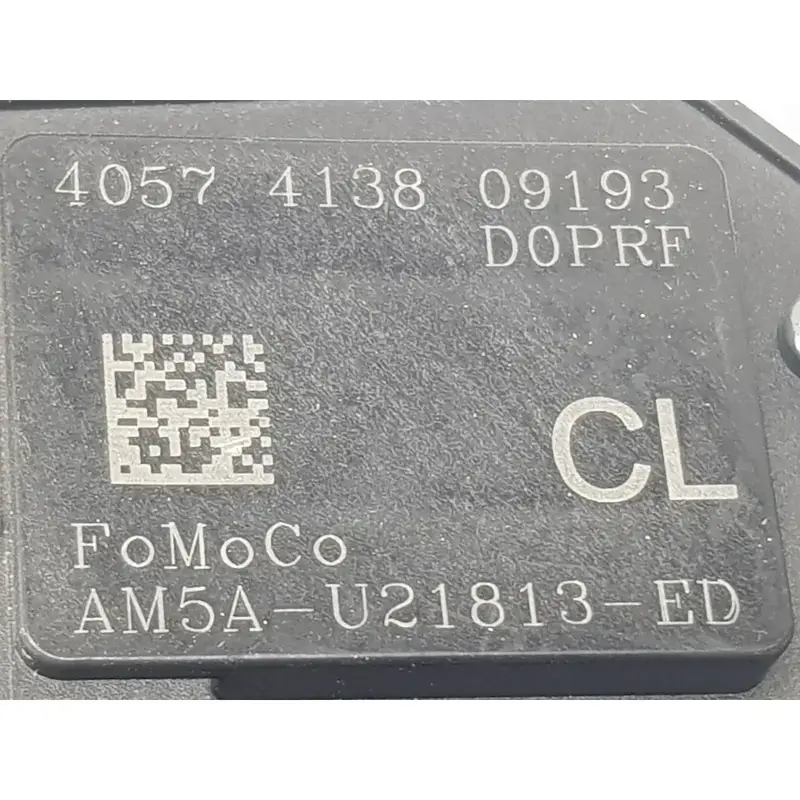 4057 4138 09193
D0PRF
CL
FoMoCo
AM5A-U21813-ED